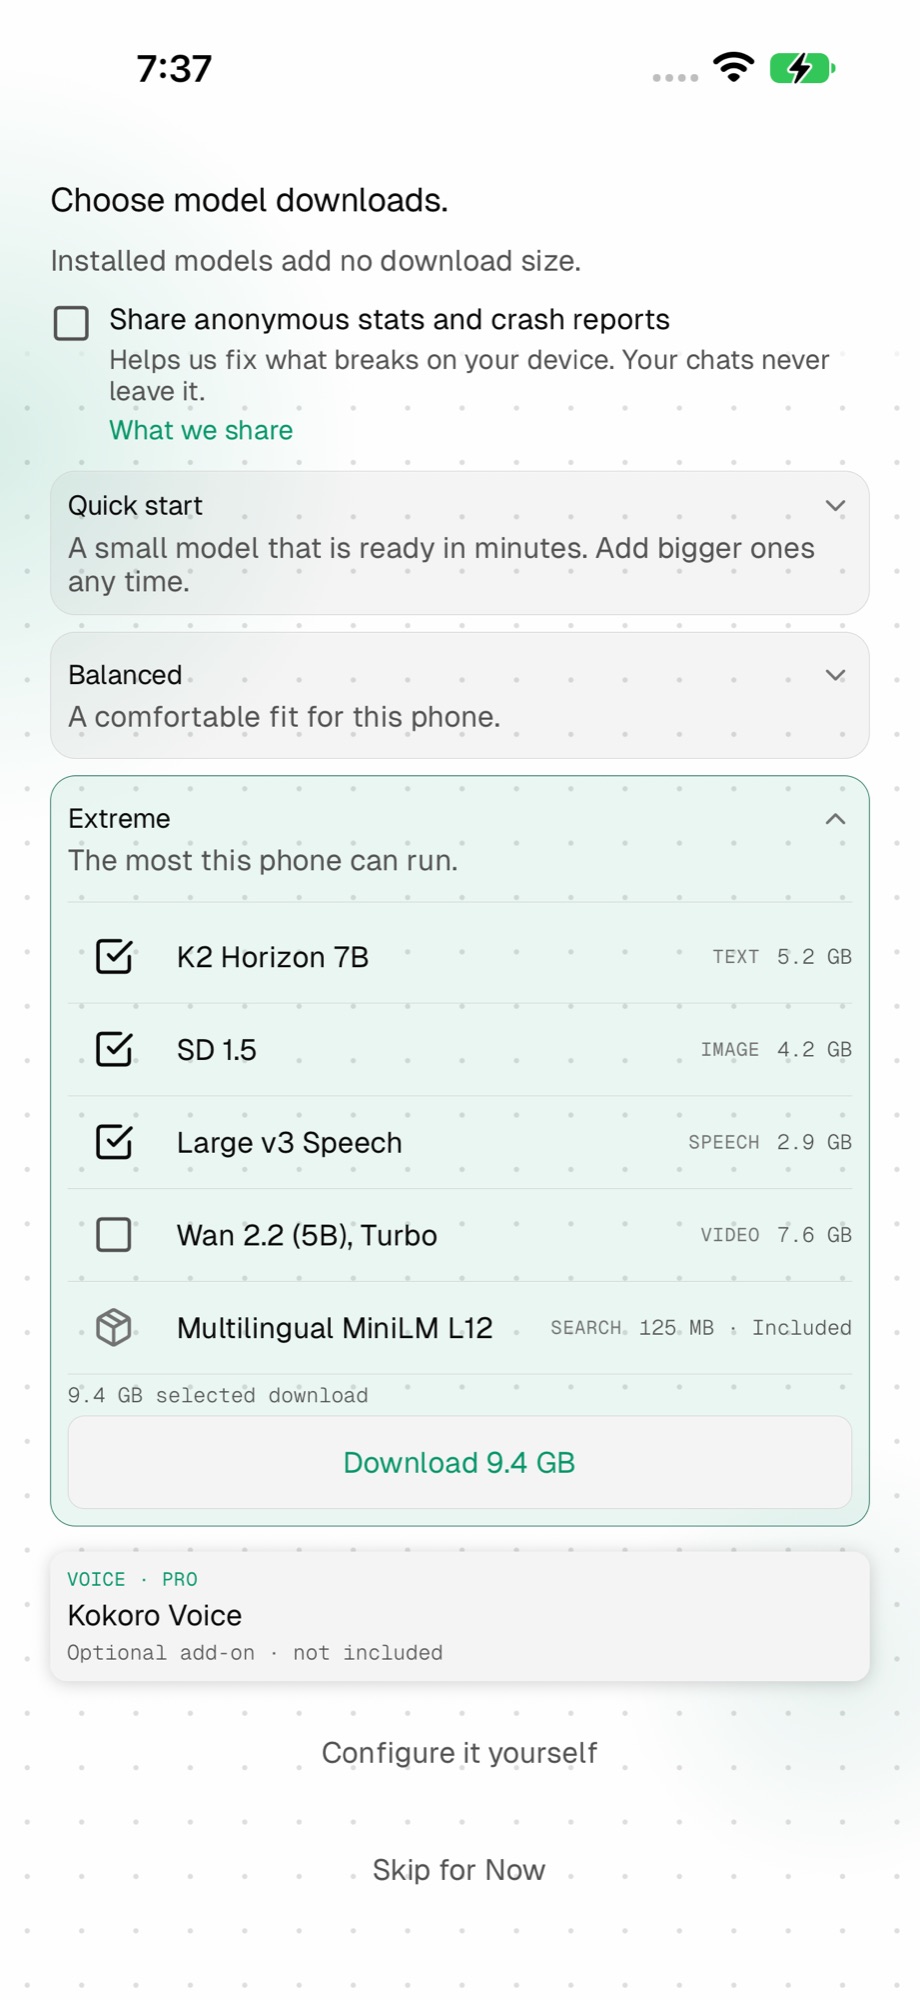 7:37
Choose model downloads.
Installed models add no download size.
Share anonymous stats and crash reports
Helps us fix what breaks on your device. Your chats never
leave it.
What we share
Quick start
A small model that is ready in minutes. Add bigger ones
any time.
Balanced
A comfortable fit for this phone.
Extreme
The most this phone can run.
K2 Horizon 7B TEXT 5.2 GB
SD 1.5 IMAGE 4.2 GB
Large v3 Speech SPEECH 2.9 GB
Wan 2.2 (5B), Turbo VIDEO 7.6 GB
Multilingual MiniLM L12 SEARCH 125 MB · Included
9.4 GB selected download
Download 9.4 GB
VOICE · PRO
Kokoro Voice
Optional add-on · not included
Configure it yourself
Skip for Now